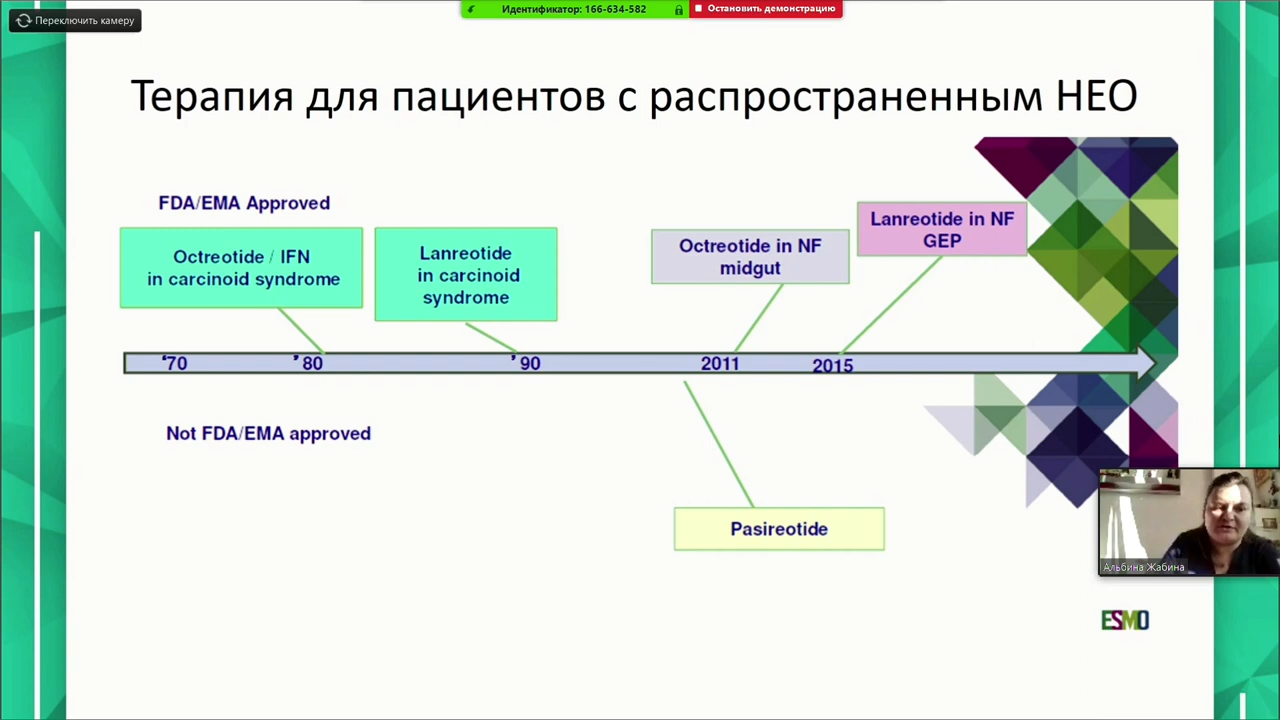 Переключить камеру
Идентификатор: 166-634-582
Остановить демонстрацию
Терапия для пациентов с распространенным НЕО
FDA/EMA Approved
Octreotide / IFN
in carcinoid syndrome
Lanreotide
in carcinoid
syndrome
Octreotide in NF
midgut
Lanreotide in NF
GEP
‘70
’ 80
’ 90
2011
2015
Not FDA/EMA approved
Pasireotide
Альбина Жабина
ESMO